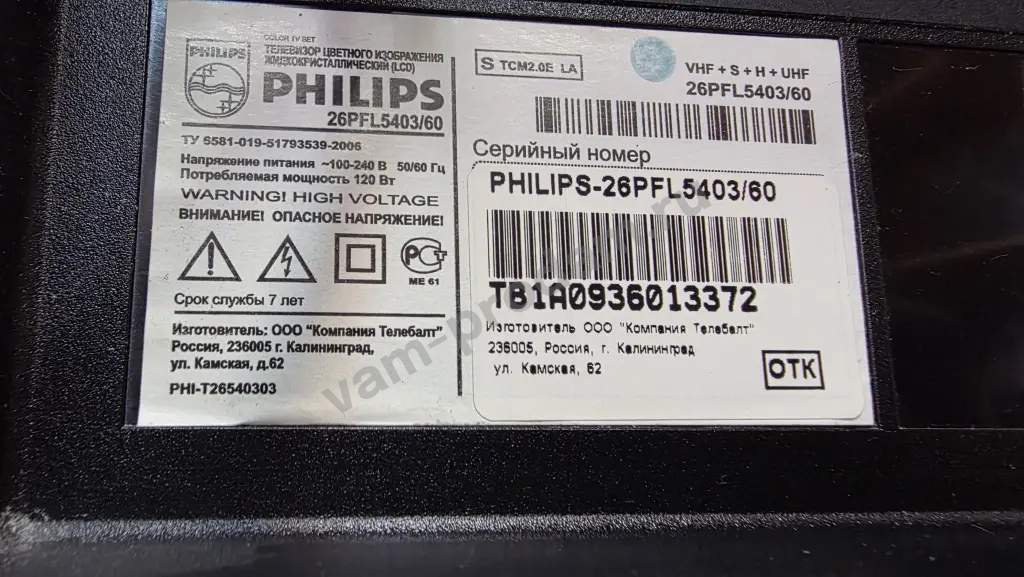 COLOR TV SET
ТЕЛЕВИЗОР ЦВЕТНОГО ИЗОБРАЖЕНИЯ
ЖИДКОКРИСТАЛЛИЧЕСКИЙ (LCD)
PHILIPS
PHILIPS
26PFL5403/60
ТУ 6581-019-51793539-2006
Напряжение питания ~100-240 В 50/60 Гц
Потребляемая мощность 120 Вт
WARNING! HIGH VOLTAGE
ВНИМАНИЕ! ОПАСНОЕ НАПРЯЖЕНИЕ!
МЕ 61
Срок службы 7 лет
Изготовитель: ООО "Компания Телебалт"
Россия, 236005 г. Калининград,
ул. Камская, д.62
PHI-T26540303
S TCM2.0E LA
VHF + S + H + UHF
26PFL5403/60
Серийный номер
PHILIPS-26PFL5403/60
TB1A0936013372
Изготовитель ООО "Компания Телебалт"
236005, Россия, г. Калининград
ул. Камская, 62
ОТК
vam-prodam.ru